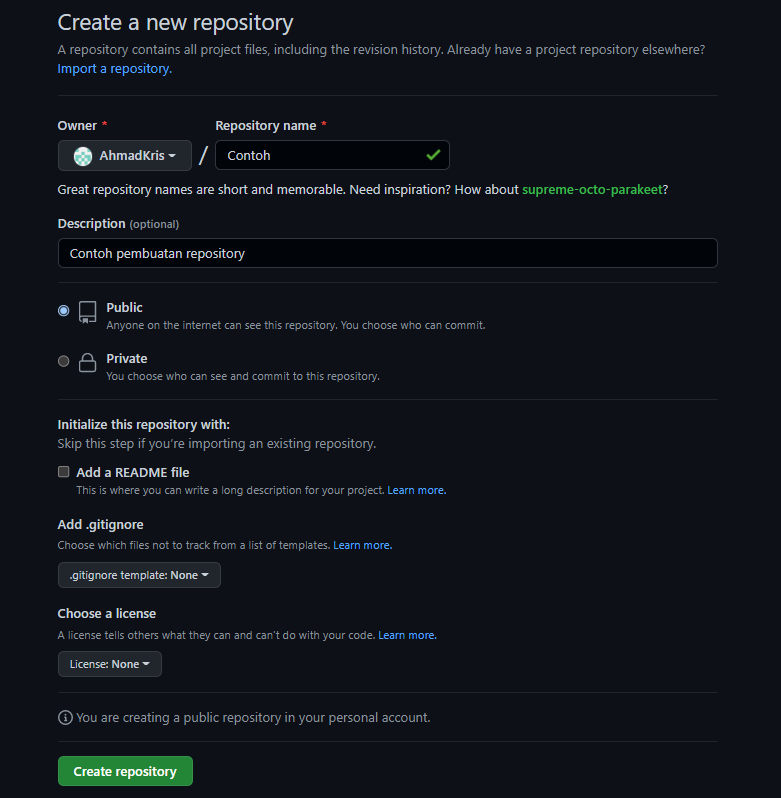 Create a new repository
A repository contains all project files, including the revision history. Already have a project repository elsewhere?
Import a repository.
Owner * Repository name *
AhmadKris / Contoh
Great repository names are short and memorable. Need inspiration? How about supreme-octo-parakeet?
Description (optional)
Contoh pembuatan repository
Public
Anyone on the internet can see this repository. You choose who can commit.
Private
You choose who can see and commit to this repository.
Initialize this repository with:
Skip this step if you're importing an existing repository.
Add a README file
This is where you can write a long description for your project. Learn more.
Add .gitignore
Choose which files not to track from a list of templates. Learn more.
.gitignore template: None
Choose a license
A license tells others what they can and can't do with your code. Learn more.
License: None
You are creating a public repository in your personal account.
Create repository